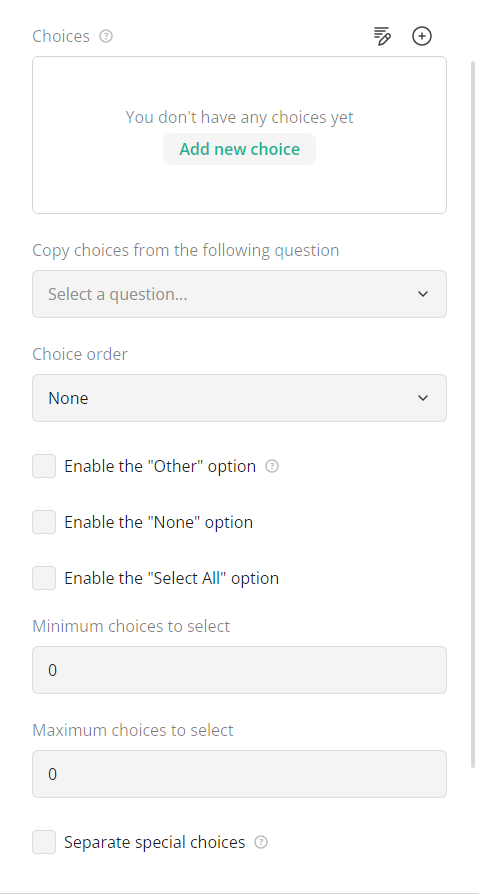 Choices
You don't have any choices yet
Add new choice
Copy choices from the following question
Select a question...
Choice order
None
Enable the "Other" option
Enable the "None" option
Enable the "Select All" option
Minimum choices to select
0
Maximum choices to select
0
Separate special choices